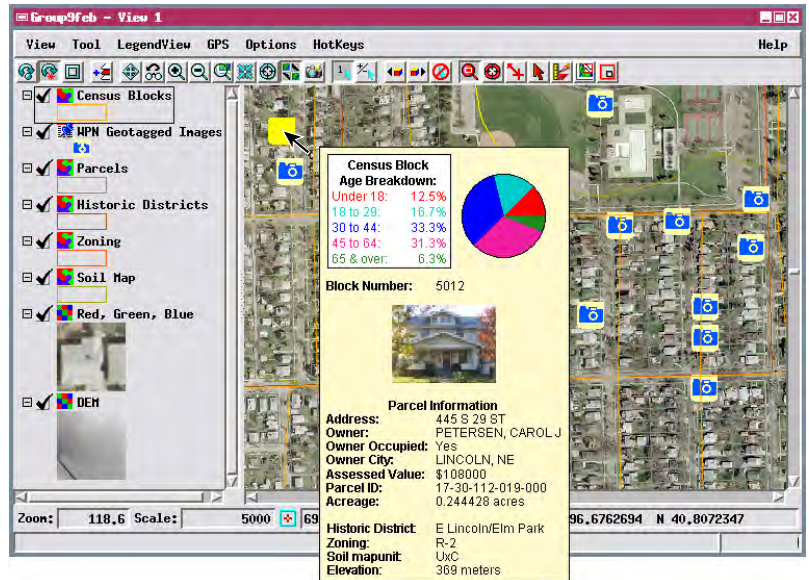 Group9feb - View 1
View Tool LegendView GPS Options HotKeys Help
Census Blocks
WPN Geotagged Images
Parcels
Historic Districts
Zoning
Soil Map
Red, Green, Blue
DEM
Census Block
Age Breakdown:
Under 18: 12.5%
18 to 29: 16.7%
30 to 44: 33.3%
45 to 64: 31.3%
65 & over: 6.3%
Block Number: 5012
Parcel Information
Address: 445 S 29 ST
Owner: PETERSEN, CAROL J
Owner Occupied: Yes
Owner City: LINCOLN, NE
Assessed Value: $108000
Parcel ID: 17-30-112-019-000
Acreage: 0.244428 acres
Historic District: E Lincoln/Elm Park
Zoning: R-2
Soil mapunit: UxC
Elevation: 369 meters
Zoom: 118.6 Scale: 5000 69 96.6762694 N 40.8072347